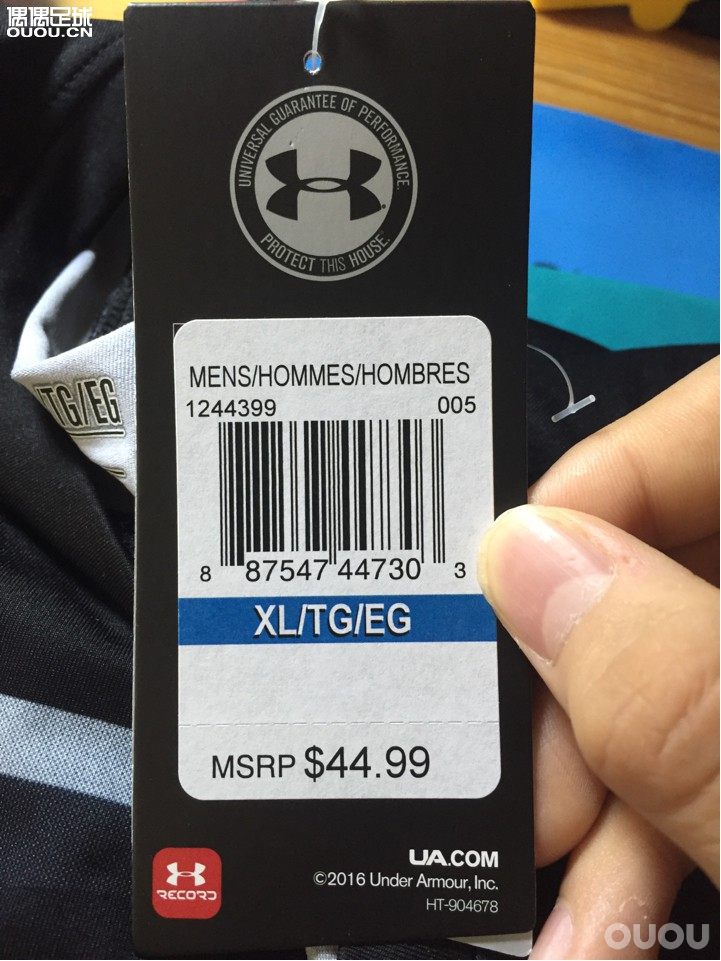 偶偶足球
OUOU.CN
UNIVERSAL GUARANTEE OF PERFORMANCE.
PROTECT THIS HOUSE.
MENS/HOMMES/HOMBRES
1244399 005
8 87547 44730 3
XL/TG/EG
TG/EG
MSRP $44.99
RECORD
UA.COM
©2016 Under Armour, Inc.
HT-904678
OUOU